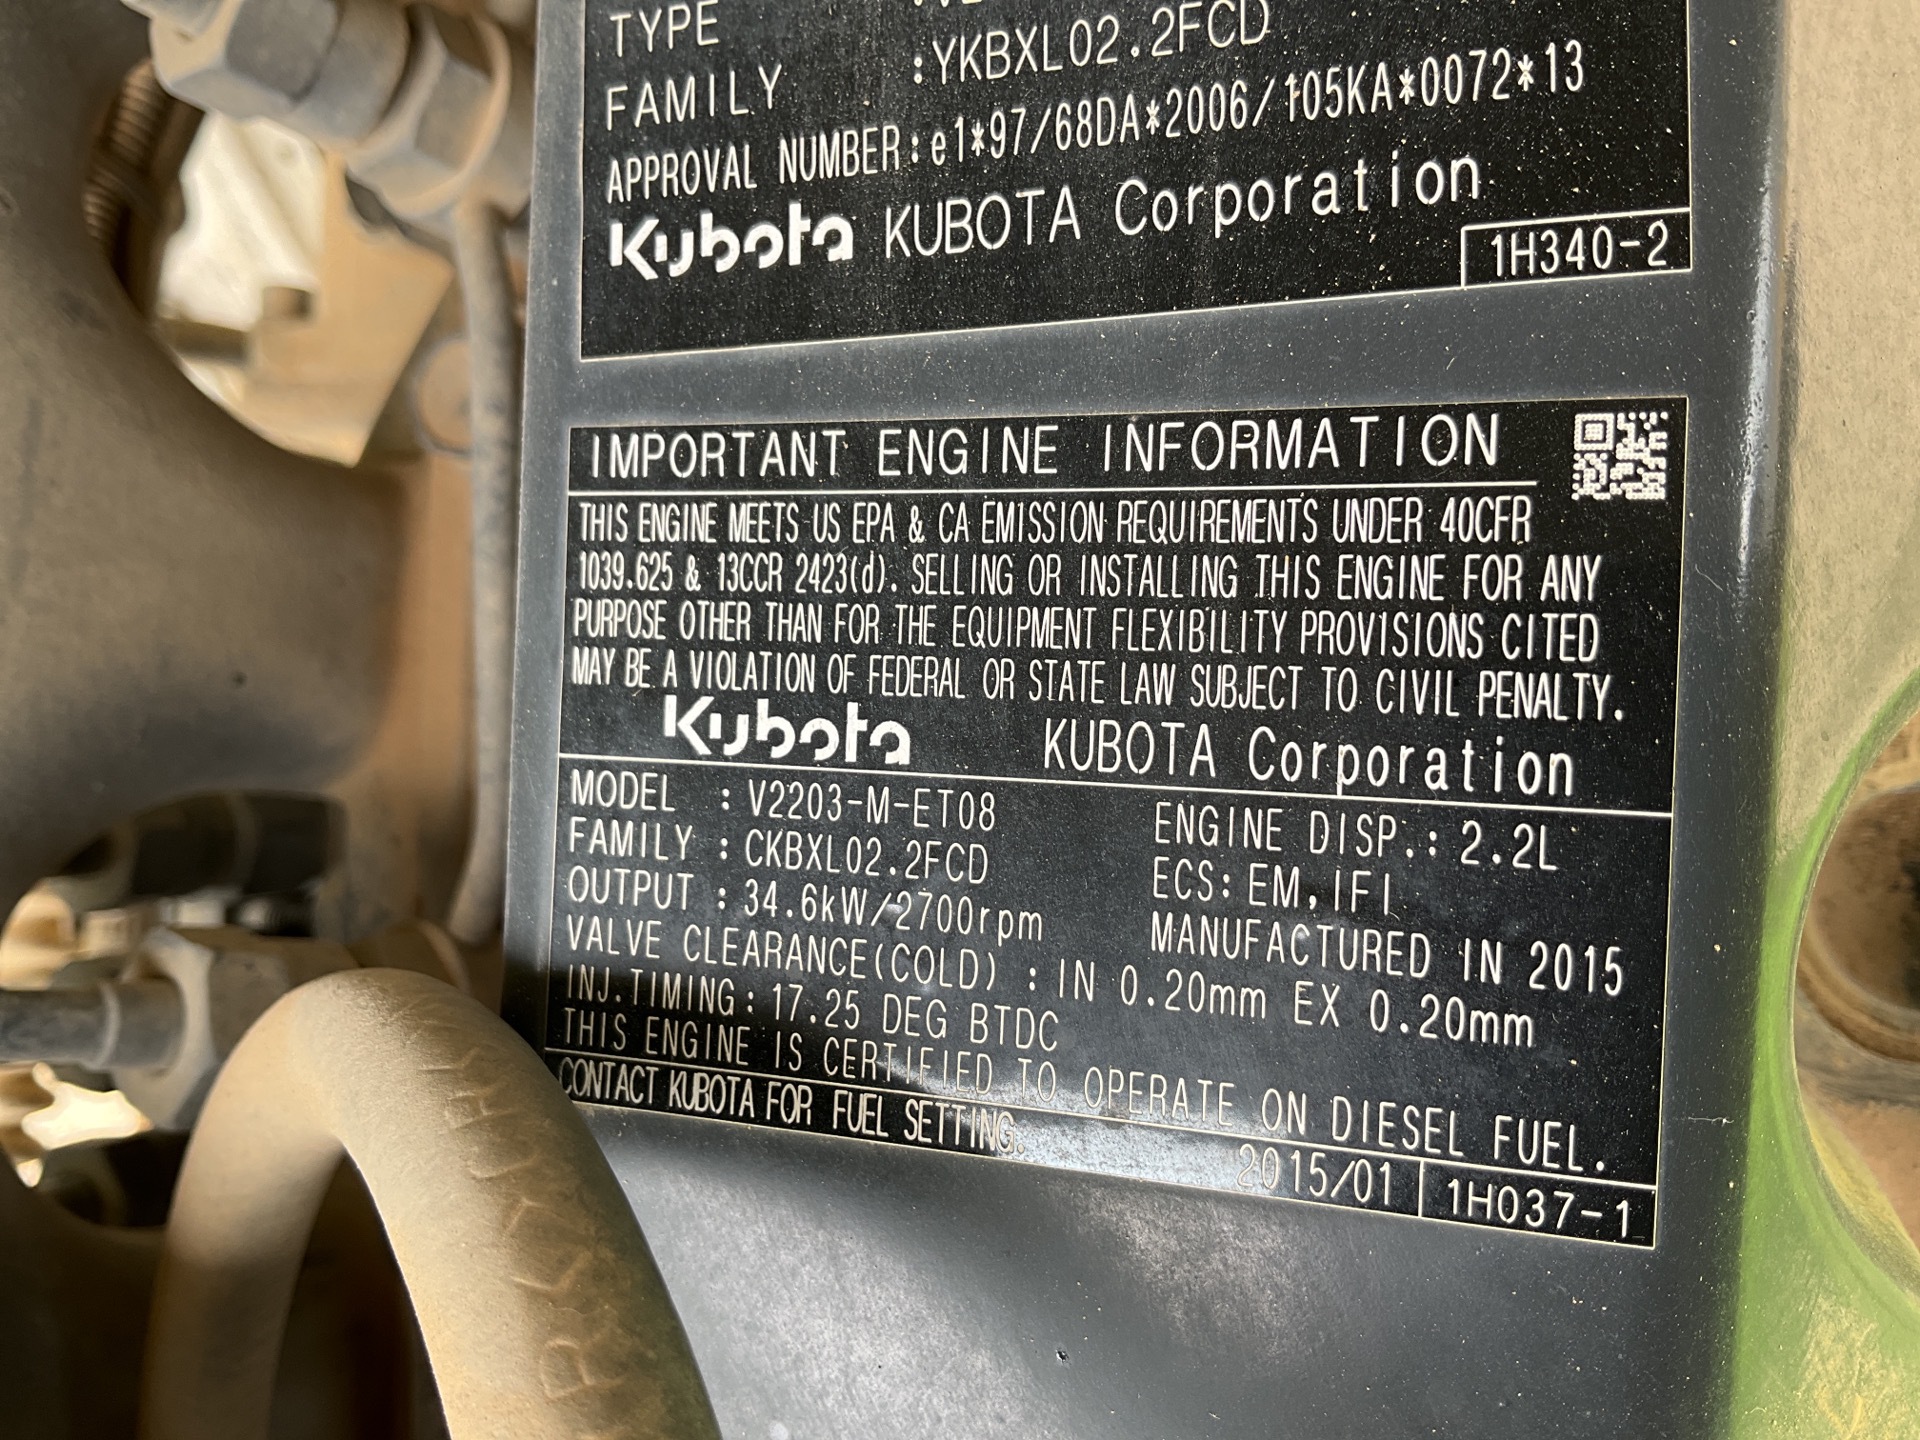 TYPE
FAMILY :YKBXL02.2FCD
APPROVAL NUMBER:e1*97/68DA*2006/105KA*0072*13
Kubota KUBOTA Corporation
1H340-2
IMPORTANT ENGINE INFORMATION
THIS ENGINE MEETS US EPA & CA EMISSION REQUIREMENTS UNDER 40CFR
1039.625 & 13CCR 2423(d). SELLING OR INSTALLING THIS ENGINE FOR ANY
PURPOSE OTHER THAN FOR THE EQUIPMENT FLEXIBILITY PROVISIONS CITED
MAY BE A VIOLATION OF FEDERAL OR STATE LAW SUBJECT TO CIVIL PENALTY.
Kubota KUBOTA Corporation
MODEL : V2203-M-ET08 ENGINE DISP.: 2.2L
FAMILY : CKBXL02.2FCD ECS: EM,IFI
OUTPUT : 34.6kW/2700rpm MANUFACTURED IN 2015
VALVE CLEARANCE(COLD) : IN 0.20mm EX 0.20mm
INJ.TIMING: 17.25 DEG BTDC
THIS ENGINE IS CERTIFIED TO OPERATE ON DIESEL FUEL.
CONTACT KUBOTA FOR FUEL SETTING.
2015/01 1H037-1